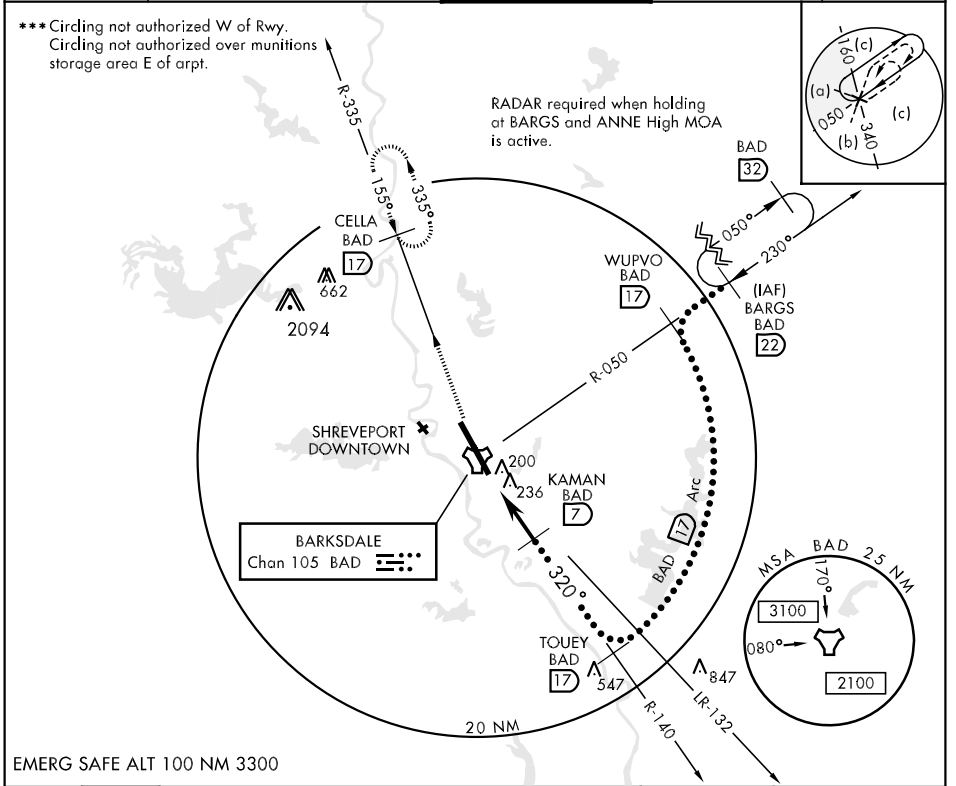 *** Circling not authorized W of Rwy.
Circling not authorized over munitions
storage area E of arpt.
R-335
155°
335°
CELLA
BAD
17
662
2094
RADAR required when holding
at BARGS and ANNE High MOA
is active.
160
(c)
(a)
050
(b)
340
(c)
BAD
32
050°
230°
WUPVO
BAD
17
(IAF)
BARGS
BAD
22
R-050
SHREVEPORT
DOWNTOWN
200
236
KAMAN
BAD
7
BARKSDALE
Chan 105 BAD
320°
BAD 17 Arc
TOUEY
BAD
17
547
847
R-140
LR-132
20 NM
MSA BAD 25 NM
170°
3100
080°
2100
EMERG SAFE ALT 100 NM 3300